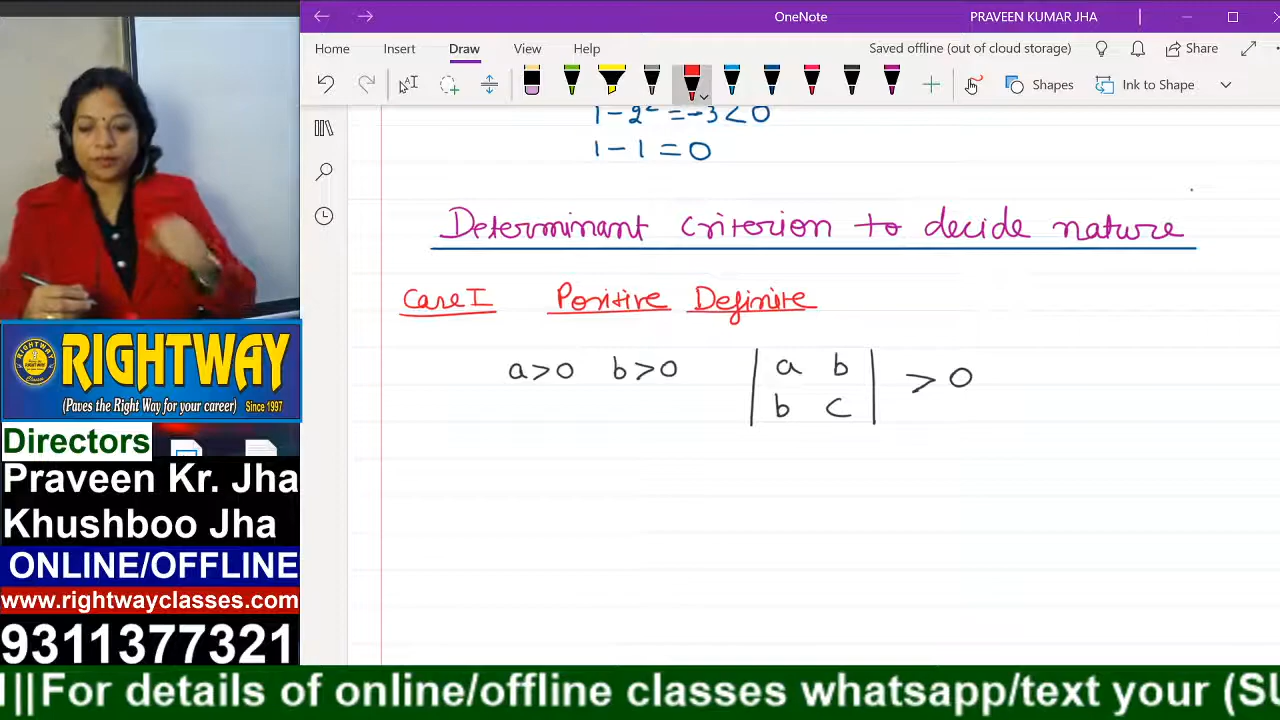 OneNote
PRAVEEN KUMAR JHA
Home Insert Draw View Help
Saved offline (out of cloud storage)
Share
Shapes
Ink to Shape
1 - 2² = -3 < 0
1 - 1 = 0
Determinant criterion to decide nature
Case I Positive Definite
a > 0 b > 0 | a b | > 0
| b c |
RIGHTWAY
(Paves the Right Way for your career) Since 1997
Directors
Praveen Kr. Jha
Khushboo Jha
ONLINE/OFFLINE
www.rightwayclasses.com
9311377321
||For details of online/offline classes whatsapp/text your (SU